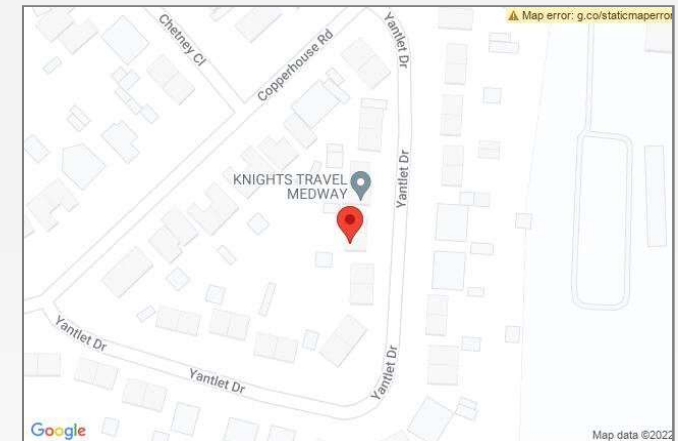 Map error: g.co/staticmaperror
Chetney Cl
Copperhouse Rd
Yantlet Dr
Yantlet Dr
KNIGHTS TRAVEL
MEDWAY
Yantlet Dr
Yantlet Dr
Yantlet Dr
Google
Map data ©2022